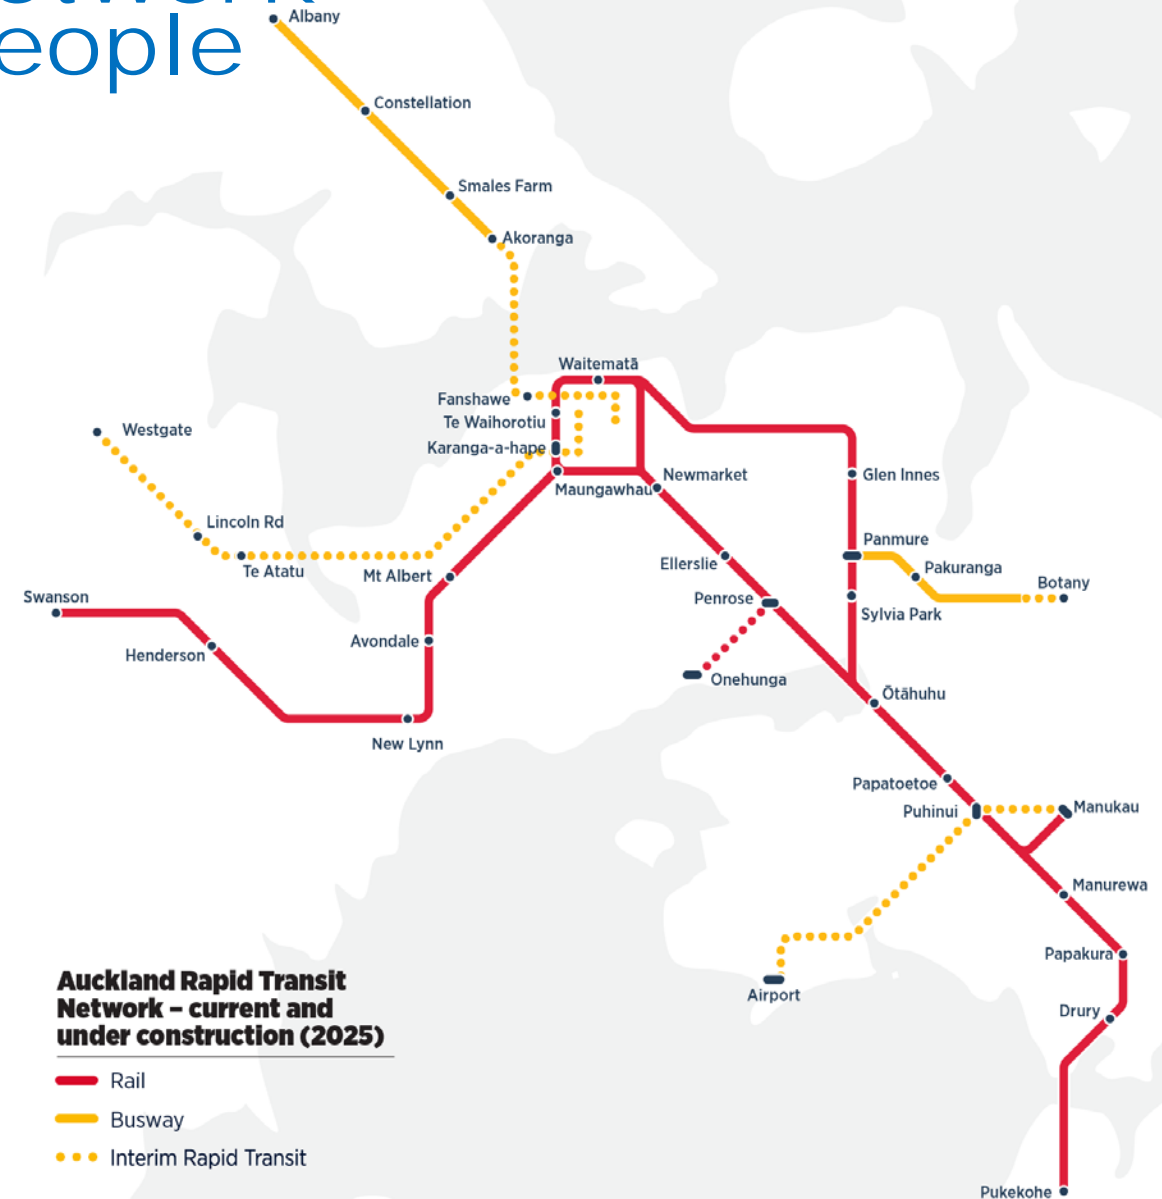 eople
Albany
Constellation
Smales Farm
Akoranga
Waitematā
Fanshawe
Te Waihorotiu
Karanga-a-hape
Westgate
Maungawhau
Newmarket
Glen Innes
Lincoln Rd
Te Atatu
Mt Albert
Ellerslie
Panmure
Pakuranga
Botany
Swanson
Penrose
Sylvia Park
Henderson
Avondale
Onehunga
Ōtāhuhu
New Lynn
Papatoetoe
Puhinui
Manukau
Manurewa
Papakura
Airport
Drury
Pukekohe
Auckland Rapid Transit
Network – current and
under construction (2025)
Rail
Busway
Interim Rapid Transit